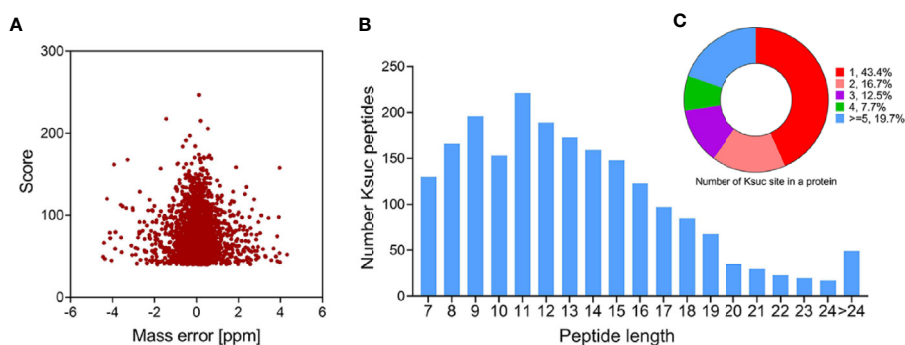 A
300
200
100
0
Score
-6 -4 -2 0 2 4 6
Mass error [ppm]
B
250
200
150
100
50
0
Number Ksuc peptides
7 8 9 10 11 12 13 14 15 16 17 18 19 20 21 22 23 24 >24
Peptide length
C
1, 43.4%
2, 16.7%
3, 12.5%
4, 7.7%
>=5, 19.7%
Number of Ksuc site in a protein